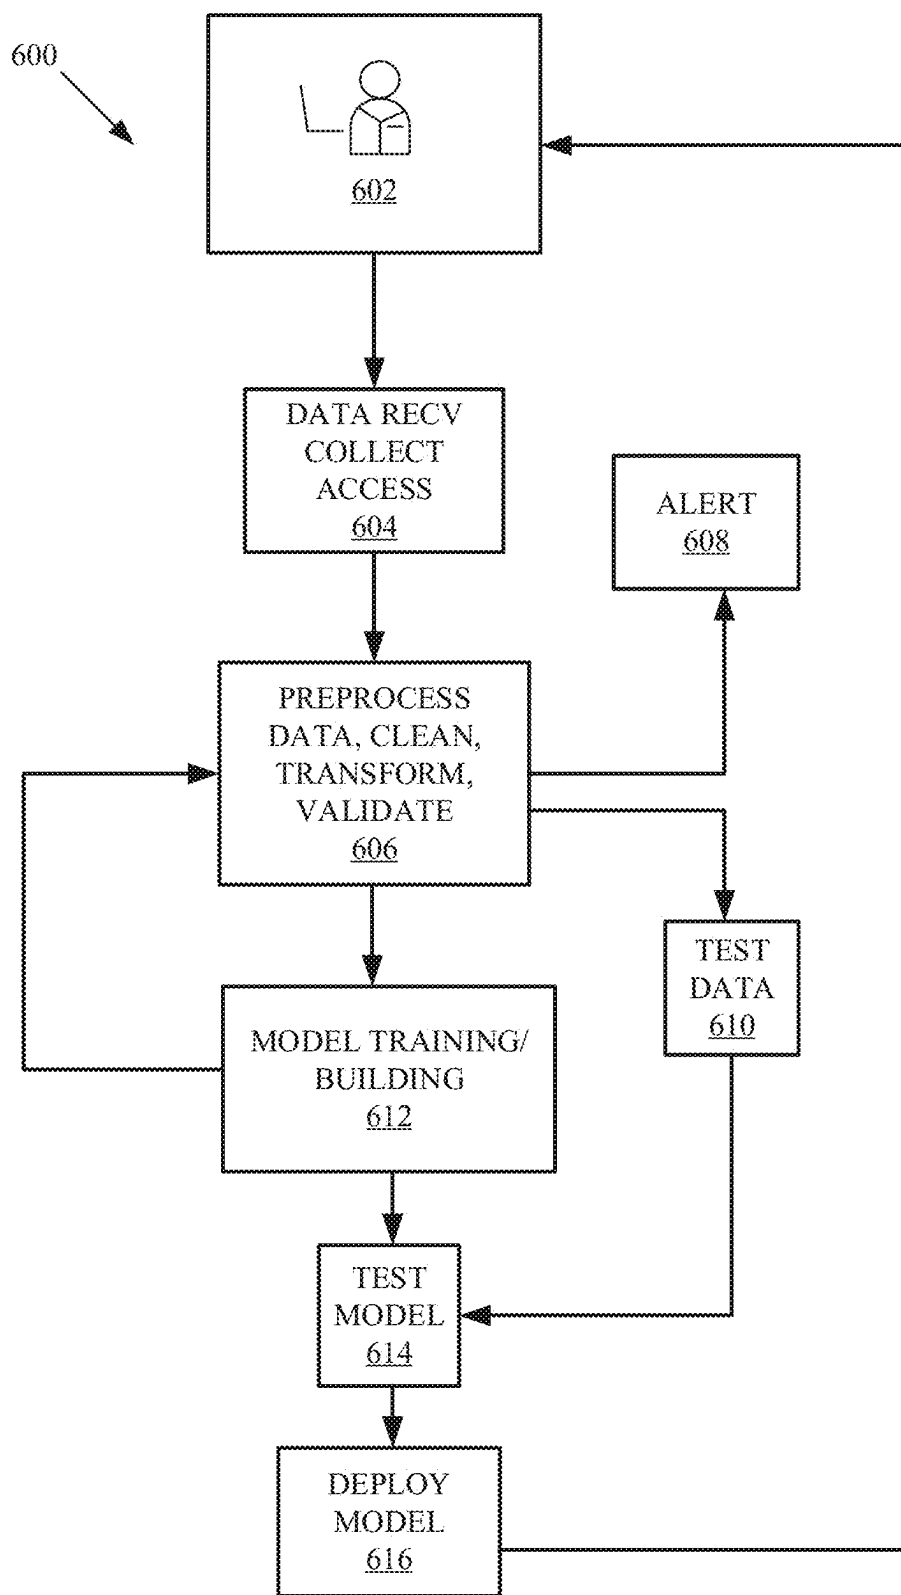 600
602
DATA RECV
COLLECT
ACCESS
604
ALERT
608
PREPROCESS
DATA, CLEAN,
TRANSFORM,
VALIDATE
606
TEST
DATA
610
MODEL TRAINING/
BUILDING
612
TEST
MODEL
614
DEPLOY
MODEL
616